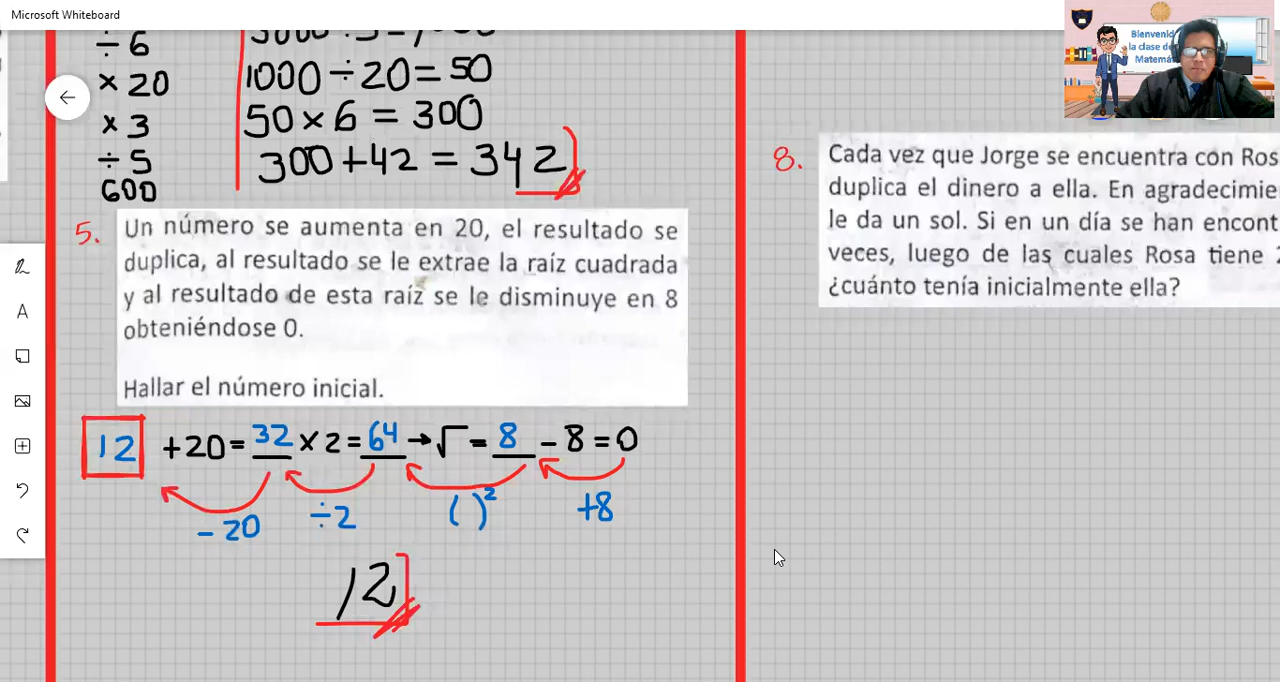 Microsoft Whiteboard
Bienvenid
la clase de
Matemá
÷ 6
× 20
× 3
÷ 5
600
1000 ÷ 20 = 50
50 × 6 = 300
300 + 42 = 342
5.
Un número se aumenta en 20, el resultado se
duplica, al resultado se le extrae la raíz cuadrada
y al resultado de esta raíz se le disminuye en 8
obteniéndose 0.
Hallar el número inicial.
12 +20 = 32 × 2 = 64 → √ = 8 - 8 = 0
- 20 ÷ 2 ( )² +8
12
8.
Cada vez que Jorge se encuentra con Ros
duplica el dinero a ella. En agradecimie
le da un sol. Si en un día se han encont
veces, luego de las cuales Rosa tiene
¿cuánto tenía inicialmente ella?